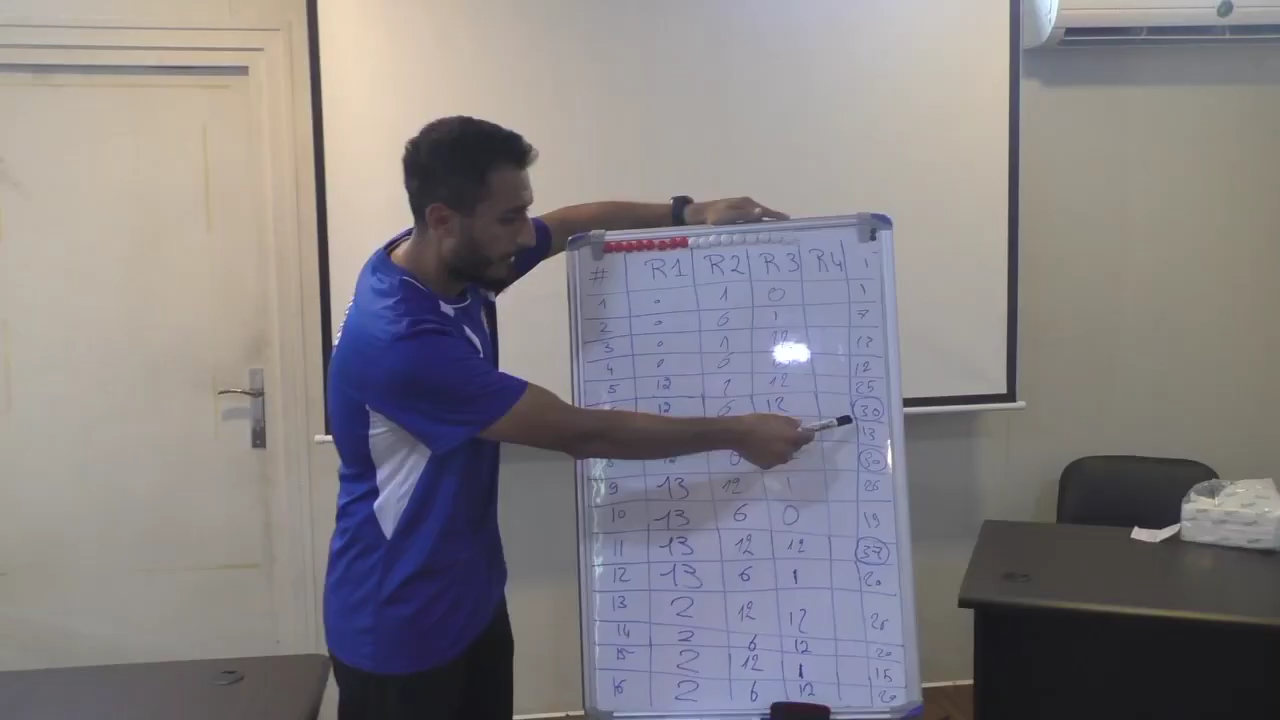 # R1 R2 R3 R4
1 0 1 0 1
2 0 6 1 7
3 0 1
4 0 6 12
5 12 1 12 25
12 6 12 30
13
8 12 0 30
9 13 12 1 26
10 13 6 0 19
11 13 12 12 37
12 13 6 1 20
13 2 12 12 26
14 2 6 12 20
15 2 12 1 15
16 2 6 12 20